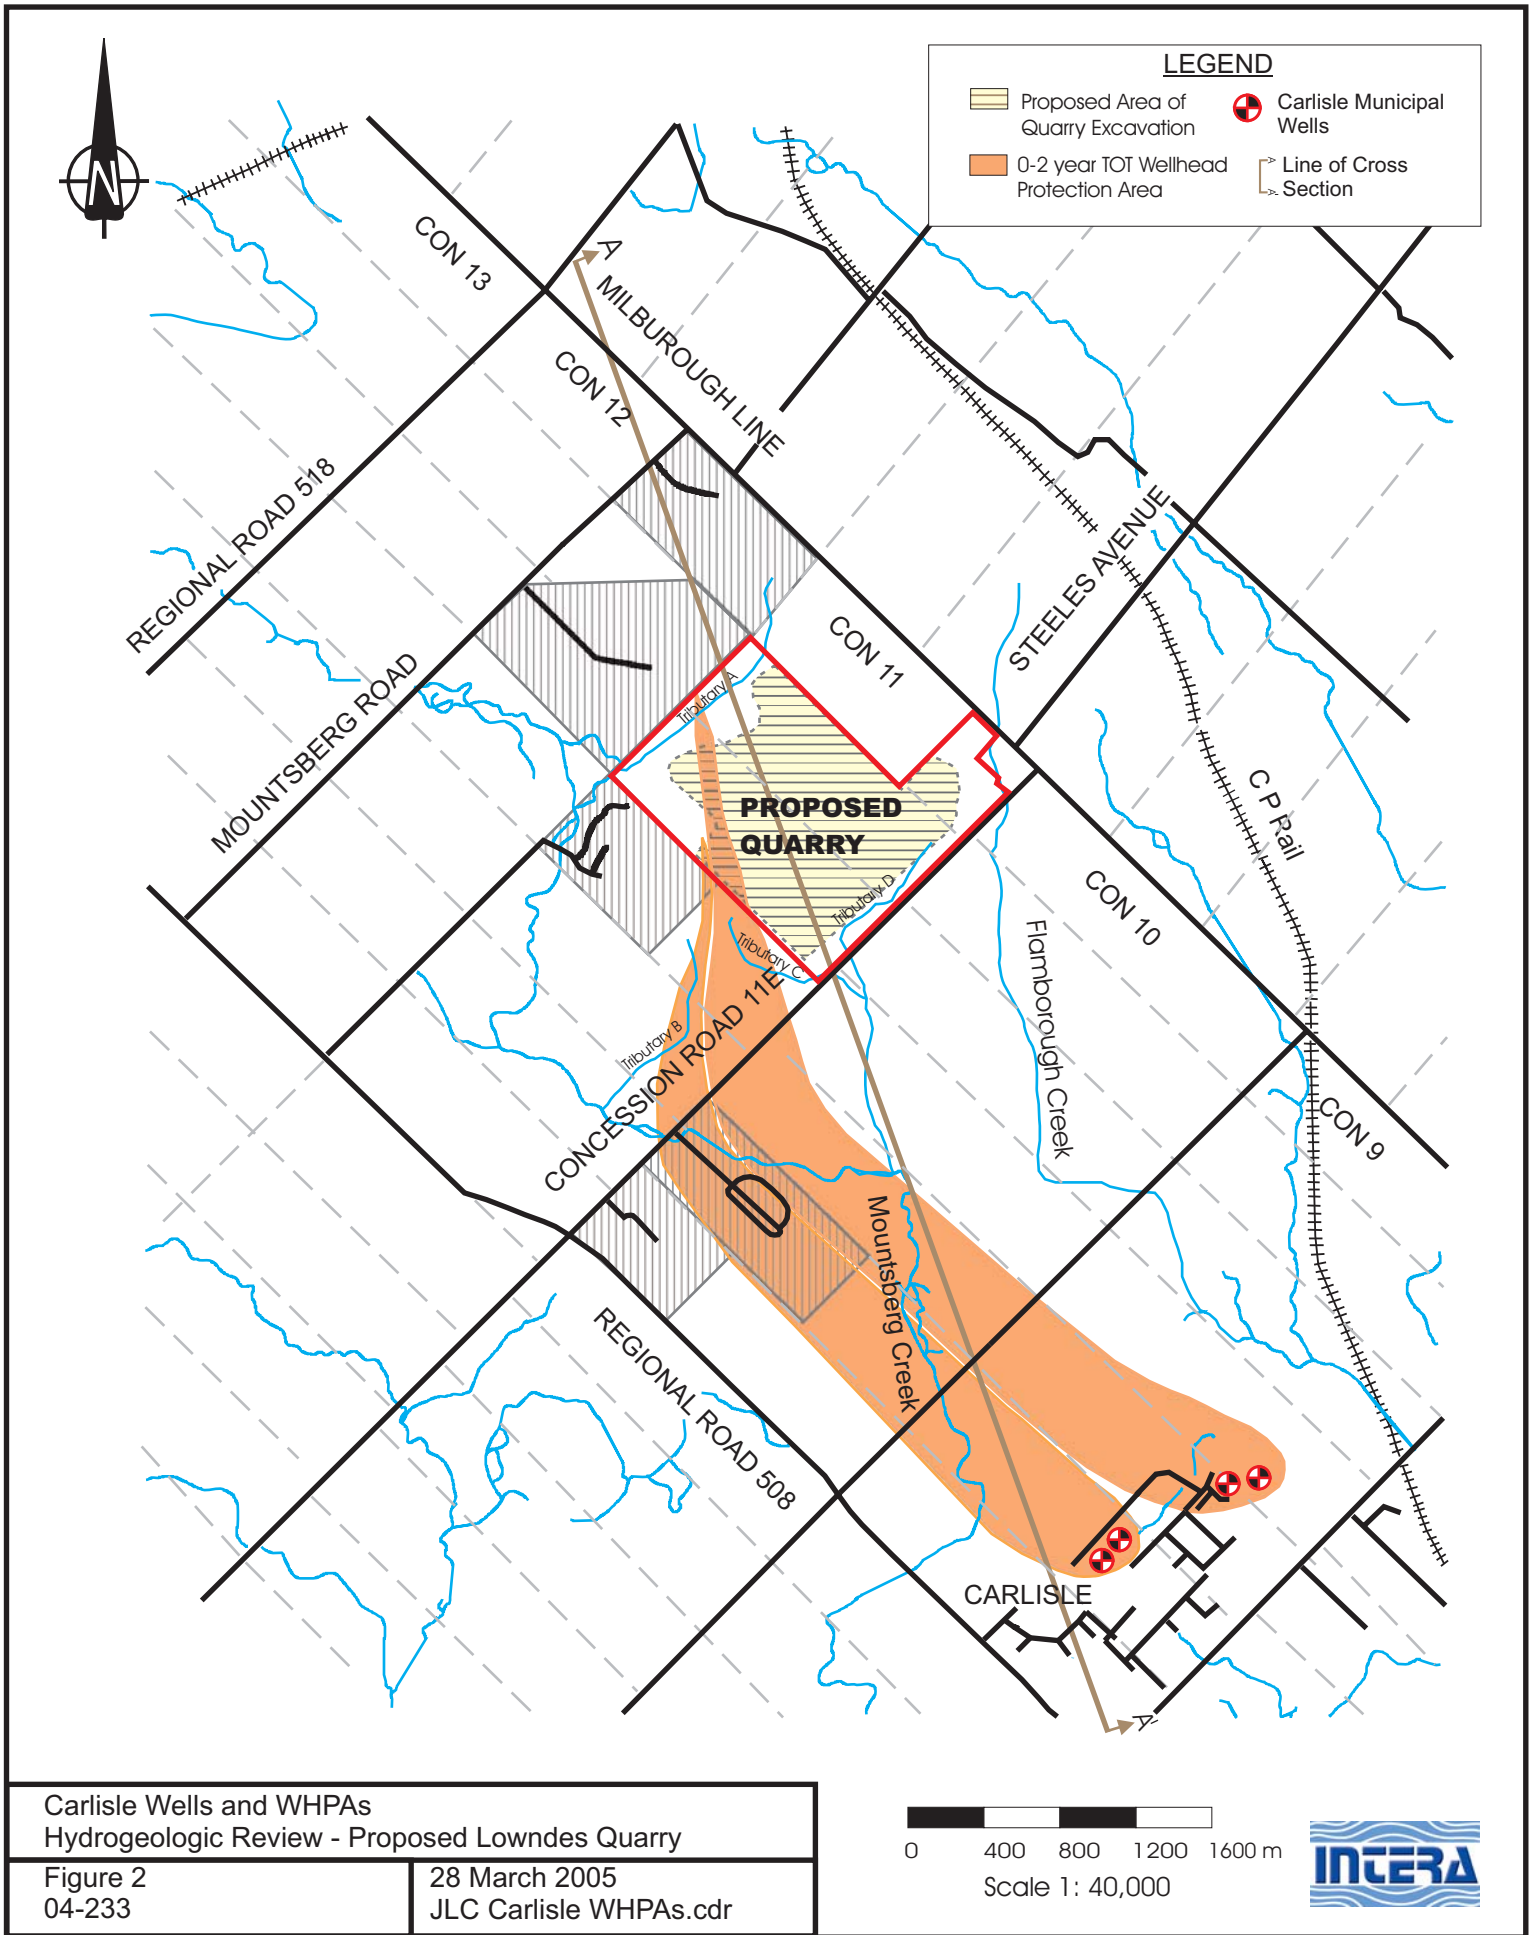 LEGEND
Proposed Area of
Quarry Excavation
Carlisle Municipal
Wells
0-2 year TOT Wellhead
Protection Area
A'
A
Line of Cross
Section
N
CON 13
A
MILBOROUGH LINE
CON 12
REGIONAL ROAD 518
STEELES AVENUE
CON 11
MOUNTSBERG ROAD
Tributary A
C P Rail
PROPOSED
QUARRY
Tributary D
CON 10
Tributary C
Flamborough Creek
Tributary B
CONCESSION ROAD 11E
CON 9
Mountsberg Creek
REGIONAL ROAD 508
CARLISLE
A'
Carlisle Wells and WHPAs
Hydrogeologic Review - Proposed Lowndes Quarry
Figure 2
04-233
28 March 2005
JLC Carlisle WHPAs.cdr
0 400 800 1200 1600 m
Scale 1: 40,000
INTERA